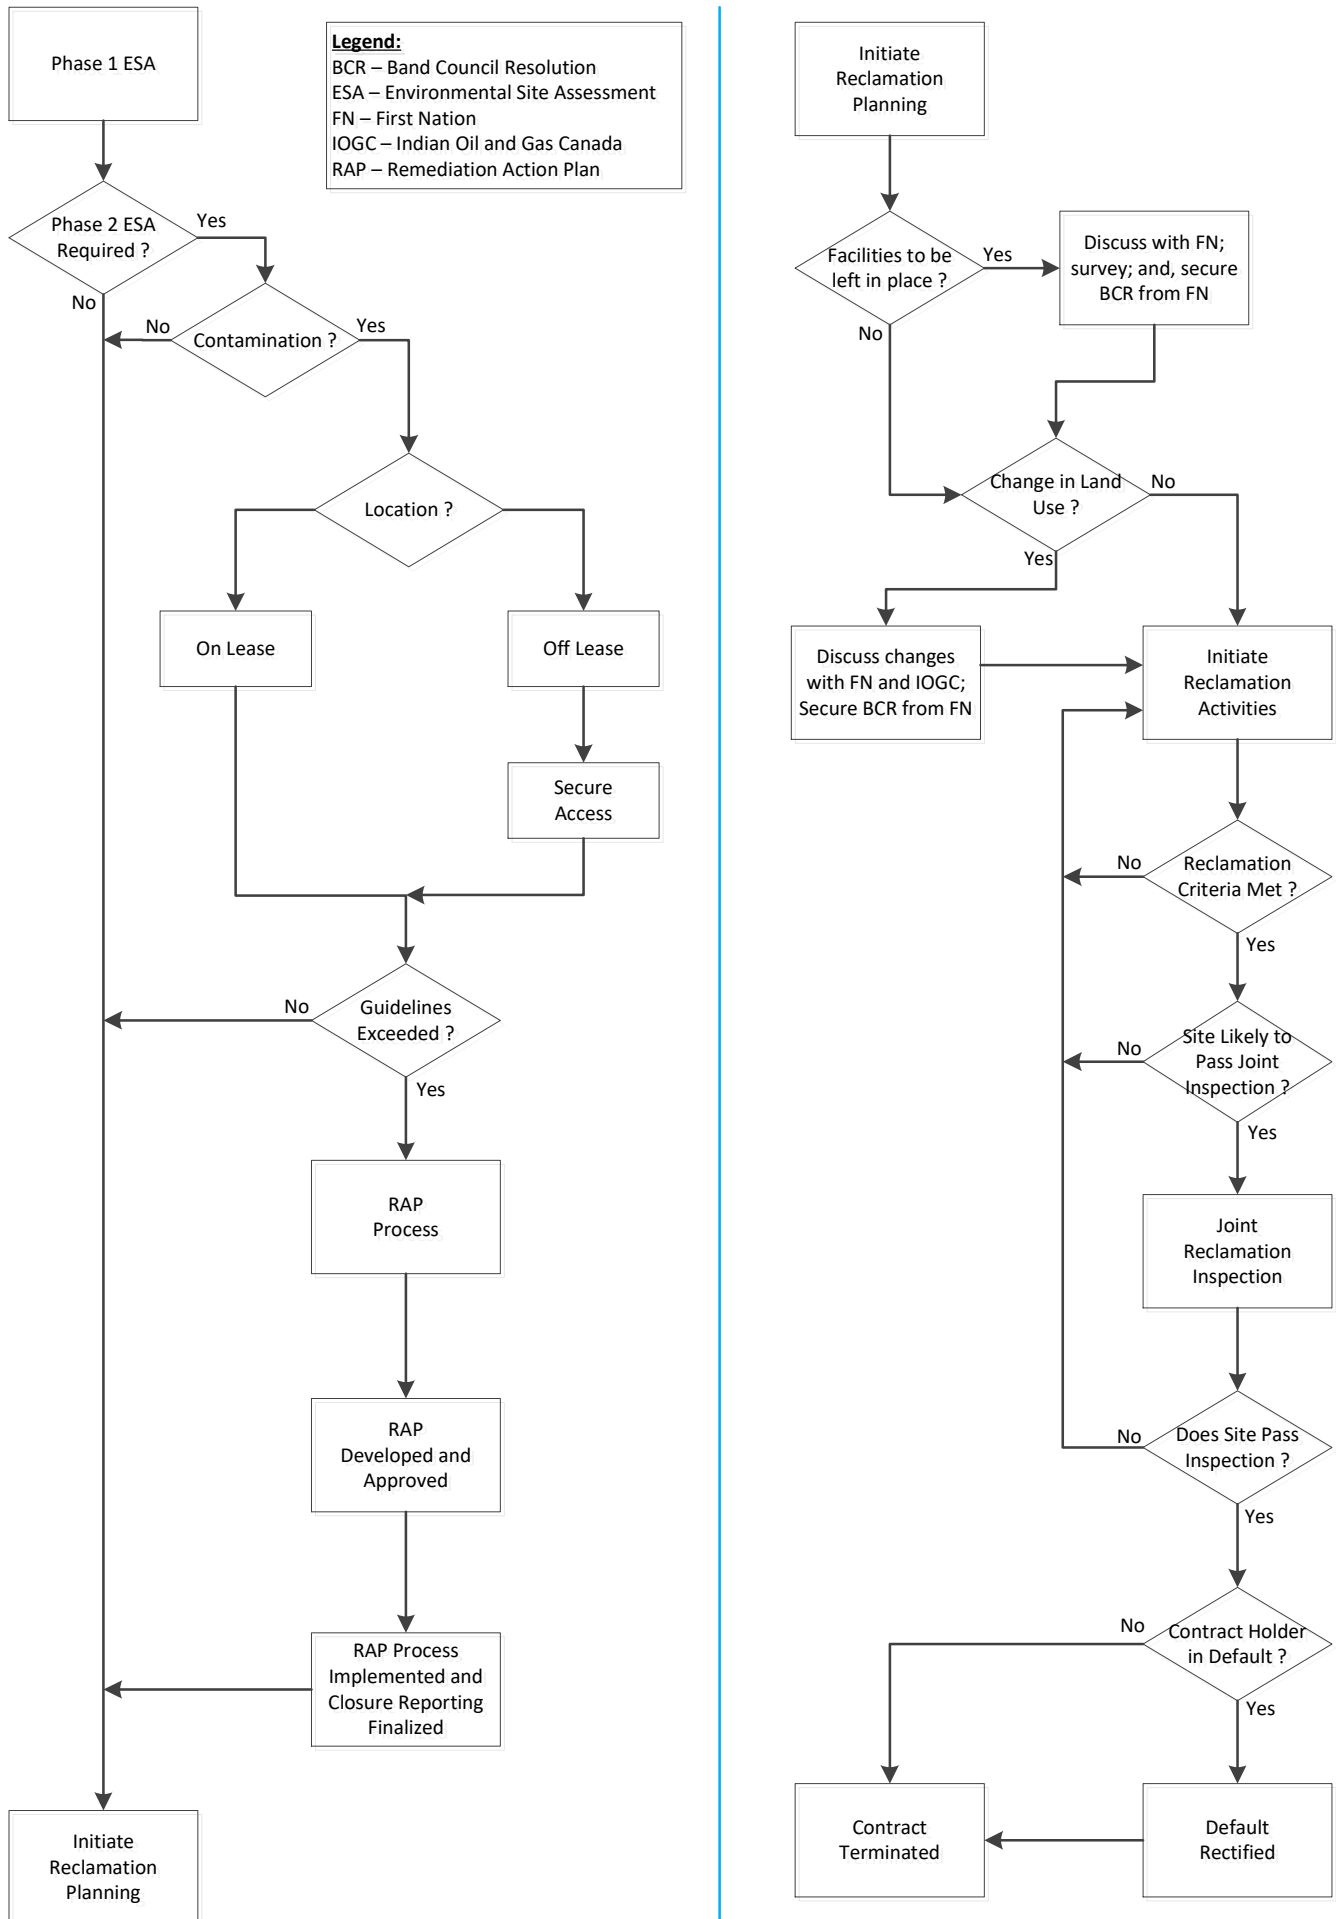 Phase 1 ESA
Legend:
BCR – Band Council Resolution
ESA – Environmental Site Assessment
FN – First Nation
IOGC – Indian Oil and Gas Canada
RAP – Remediation Action Plan
Phase 2 ESA
Required ?
Yes
No
Contamination ?
No
Yes
Location ?
On Lease
Off Lease
Secure
Access
Guidelines
Exceeded ?
No
Yes
RAP
Process
RAP
Developed and
Approved
RAP Process
Implemented and
Closure Reporting
Finalized
Initiate
Reclamation
Planning
Initiate
Reclamation
Planning
Facilities to be
left in place ?
Yes
No
Discuss with FN;
survey; and, secure
BCR from FN
Change in Land
Use ?
No
Yes
Discuss changes
with FN and IOGC;
Secure BCR from FN
Initiate
Reclamation
Activities
Reclamation
Criteria Met ?
No
Yes
Site Likely to
Pass Joint
Inspection ?
No
Yes
Joint
Reclamation
Inspection
Does Site Pass
Inspection ?
No
Yes
Contract Holder
in Default ?
No
Yes
Contract
Terminated
Default
Rectified